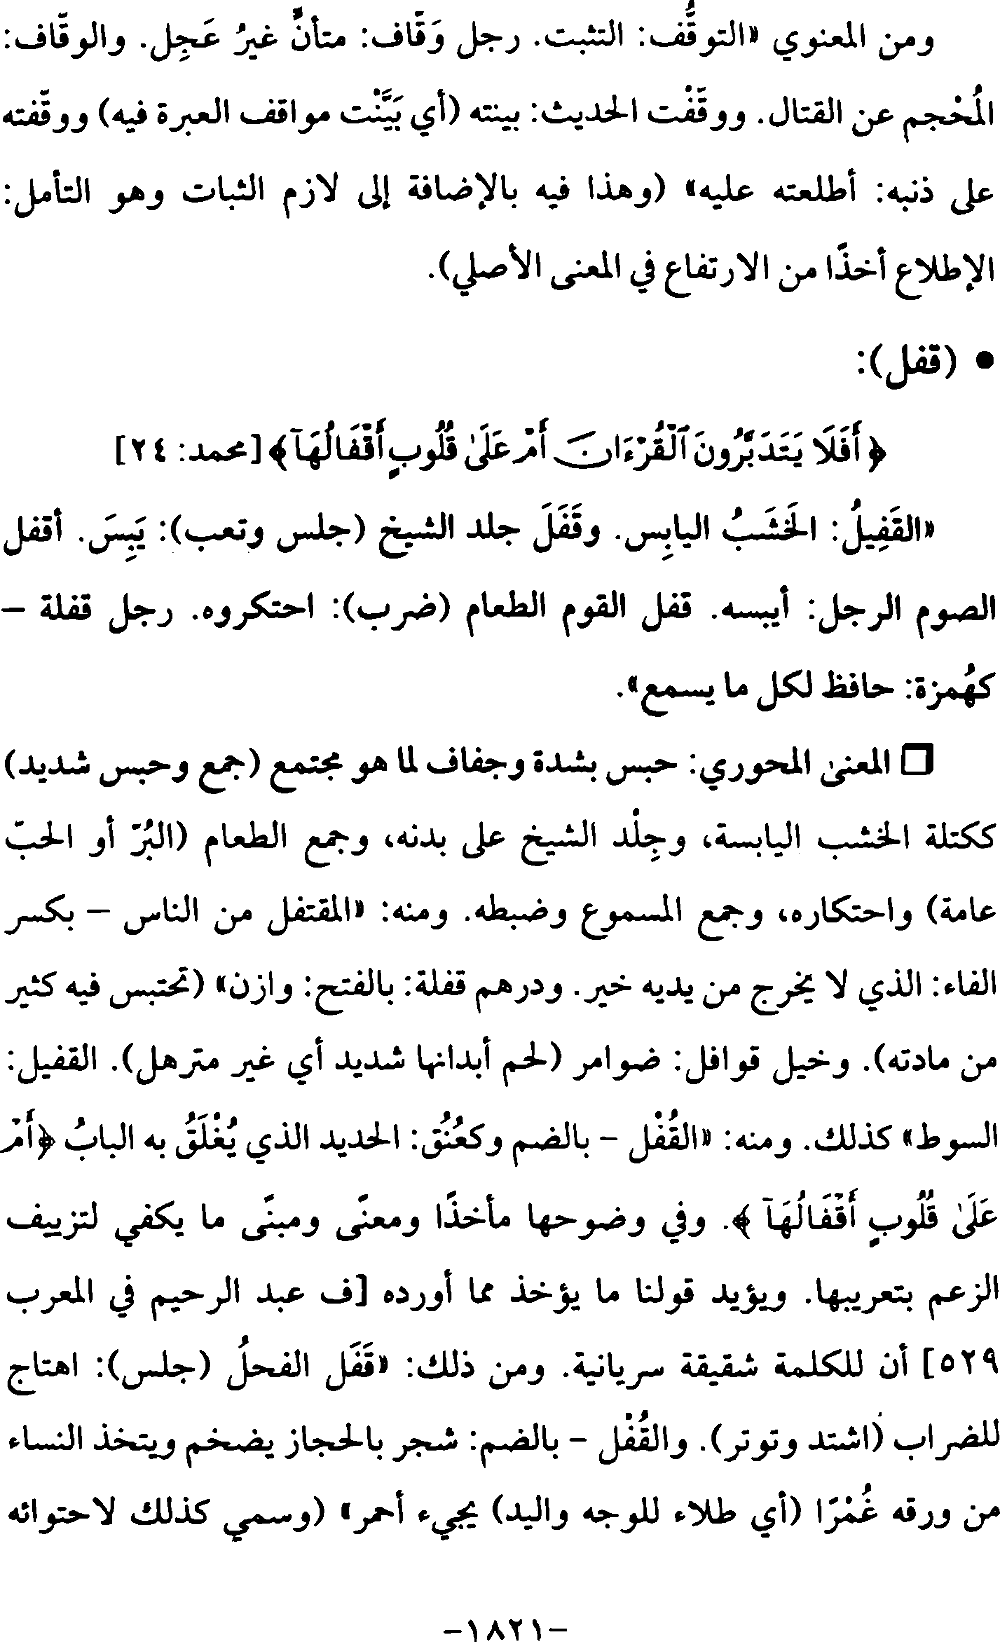 ومن المعنوي «التوقُّف: التثبت. رجل وَقّاف: متأنٍّ غيرُ عَجِل. والوقّاف:
المُحْجم عن القتال. ووقَّفْت الحديث: بينته (أي بَيَّنْت مواقف العبرة فيه) ووقّفته
على ذنبه: أطلعته عليه» (وهذا فيه بالإضافة إلى لازم الثبات وهو التأمل:
الإطلاع أخذًا من الارتفاع في المعنى الأصلي).
• (قفل):
﴿أَفَلَا يَتَدَبَّرُونَ ٱلْقُرْءَانَ أَمْ عَلَىٰ قُلُوبٍ أَقْفَالُهَآ﴾ [محمد: ٢٤]
«القَفِيلُ: الخَشَبُ اليابِس. وقَفَلَ جلد الشيخ (جلس وتعب): يَبِسَ. أقفل
الصوم الرجل: أيبسه. قفل القوم الطعام (ضرب): احتكروه. رجل قفلة –
كهُمزة: حافظ لكل ما يسمع».
❑ المعنى المحوري: حبس بشدة وجفاف لما هو مجتمع (جمع وحبس شديد)
ككتلة الخشب اليابسة، وجِلْد الشيخ على بدنه، وجمع الطعام (البُرّ أو الحبّ
عامة) واحتكاره، وجمع المسموع وضبطه. ومنه: «المقتفل من الناس – بكسر
الفاء: الذي لا يخرج من يديه خير. ودرهم قفلة: بالفتح: وازن» (تحتبس فيه كثير
من مادته). وخيل قوافل: ضوامر (لحم أبدانها شديد أي غير مترهل). القفيل:
السوط» كذلك. ومنه: «القُفْل – بالضم وكعُنُق: الحديد الذي يُغْلَقُ به البابُ ﴿أَمْ
عَلَىٰ قُلُوبٍ أَقْفَالُهَآ ﴾. وفي وضوحها مأخذًا ومعنًى ومبنًى ما يكفي لتزييف
الزعم بتعريبها. ويؤيد قولنا ما يؤخذ مما أورده [ف عبد الرحيم في المعرب
٥٢٩] أن للكلمة شقيقة سريانية. ومن ذلك: «قَفَل الفحلُ (جلس): اهتاج
للضراب (اشتد وتوتر). والقُفْل – بالضم: شجر بالحجاز يضخم ويتخذ النساء
من ورقه غُمْرًا (أي طلاء للوجه واليد) يجيء أحمر» (وسمي كذلك لاحتوائه
-١٨٢١-